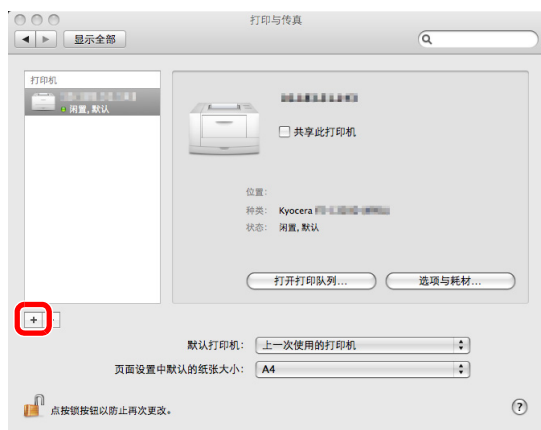 打印与传真
显示全部
打印机
闲置, 默认
共享此打印机
位置:
种类: Kyocera
状态: 闲置, 默认
打开打印队列...
选项与耗材...
+
默认打印机: 上一次使用的打印机
页面设置中默认的纸张大小: A4
点按锁按钮以防止再次更改。
?